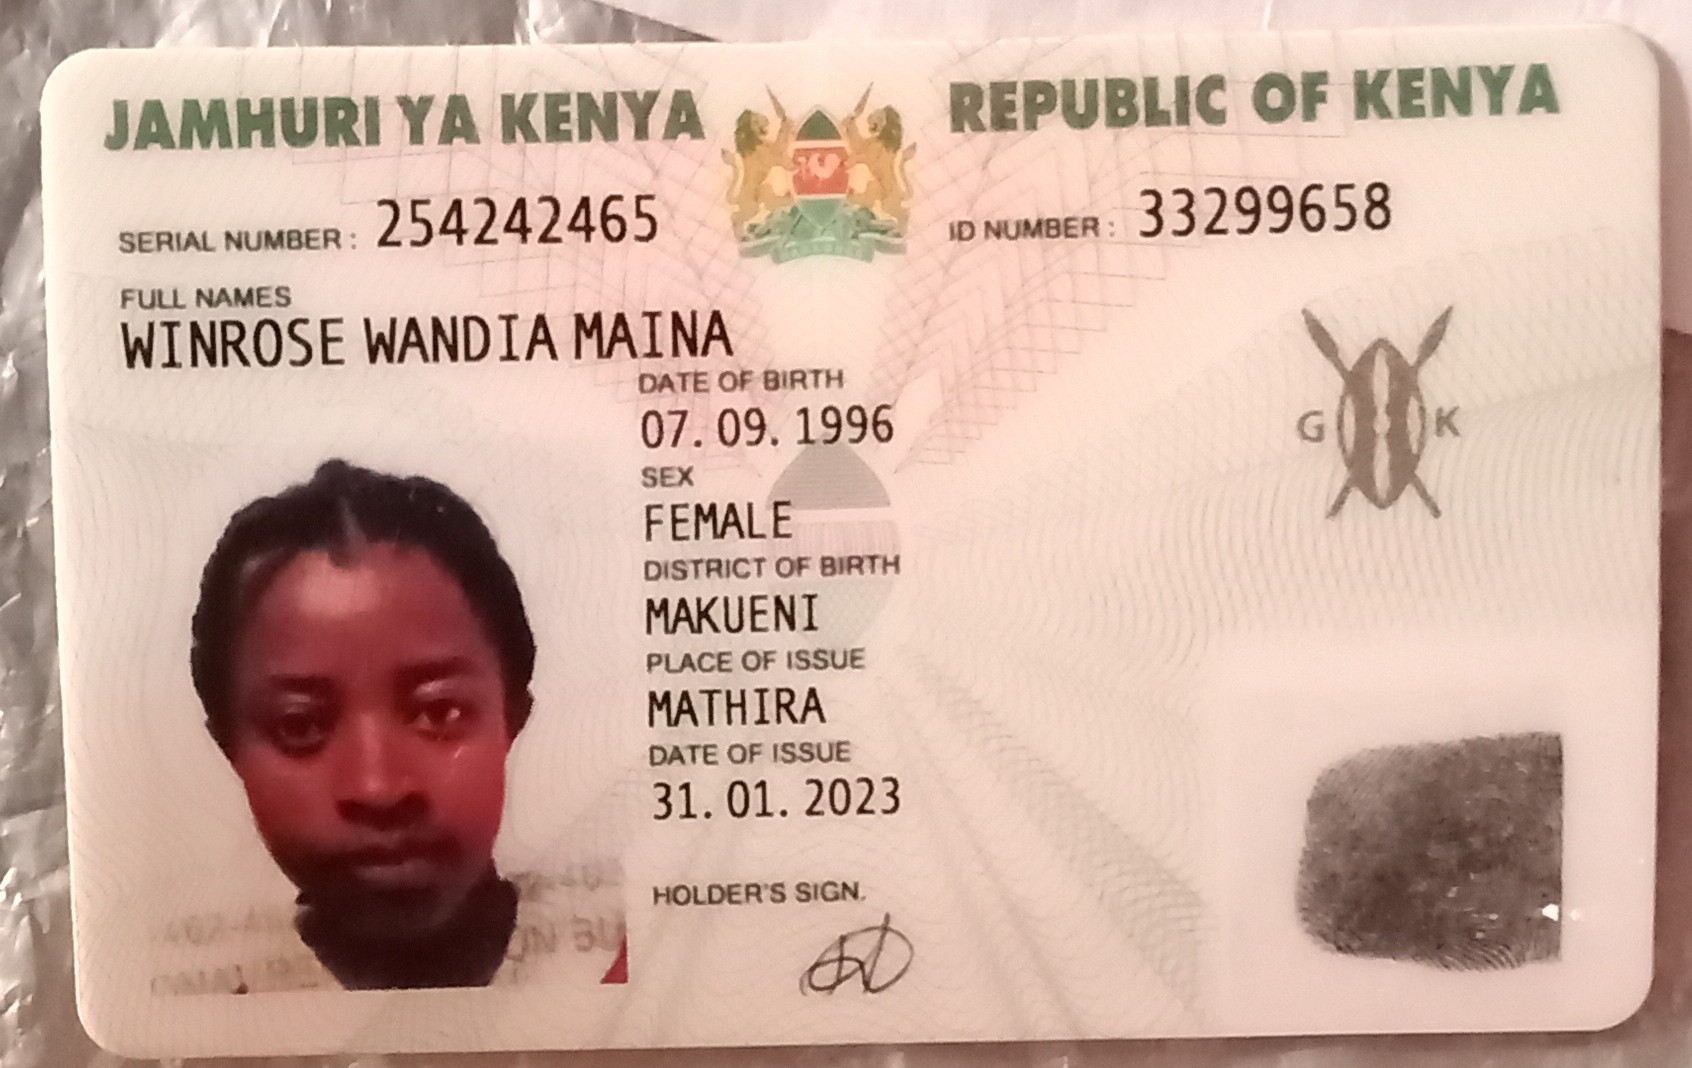 JAMHURI YA KENYA REPUBLIC OF KENYA
SERIAL NUMBER: 254242465 ID NUMBER: 33299658
FULL NAMES
WINROSE WANDIA MAINA
DATE OF BIRTH
07. 09. 1996
SEX
FEMALE
G K
DISTRICT OF BIRTH
MAKUENI
PLACE OF ISSUE
MATHIRA
DATE OF ISSUE
31. 01. 2023
HOLDER'S SIGN.